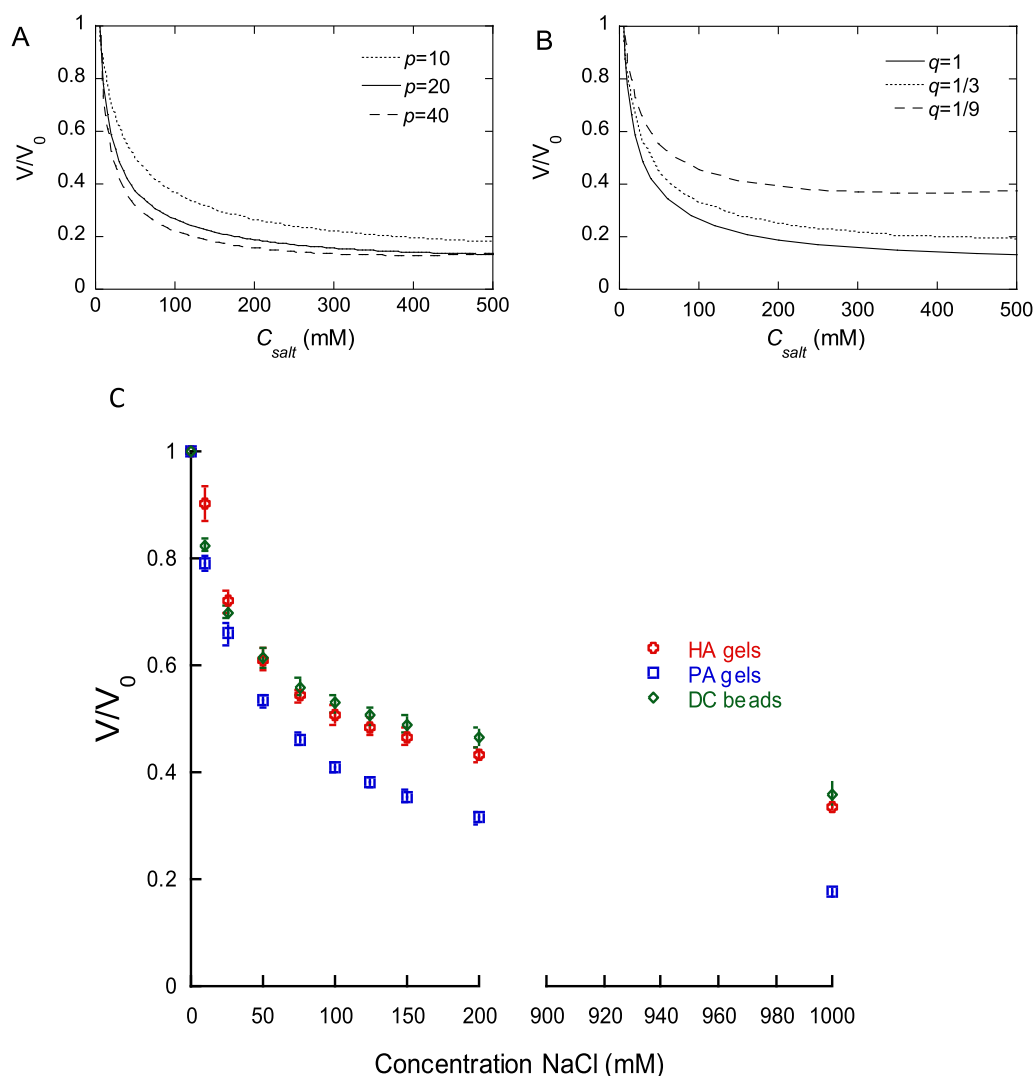 A
1
0.8
0.6
0.4
0.2
0
V/V0
p=10
p=20
p=40
0 100 200 300 400 500
Csalt (mM)
B
1
0.8
0.6
0.4
0.2
0
V/V0
q=1
q=1/3
q=1/9
0 100 200 300 400 500
Csalt (mM)
C
1
0.8
0.6
0.4
0.2
0
V/V0
HA gels
PA gels
DC beads
0 50 100 150 200 900 920 940 960 980 1000
Concentration NaCl (mM)